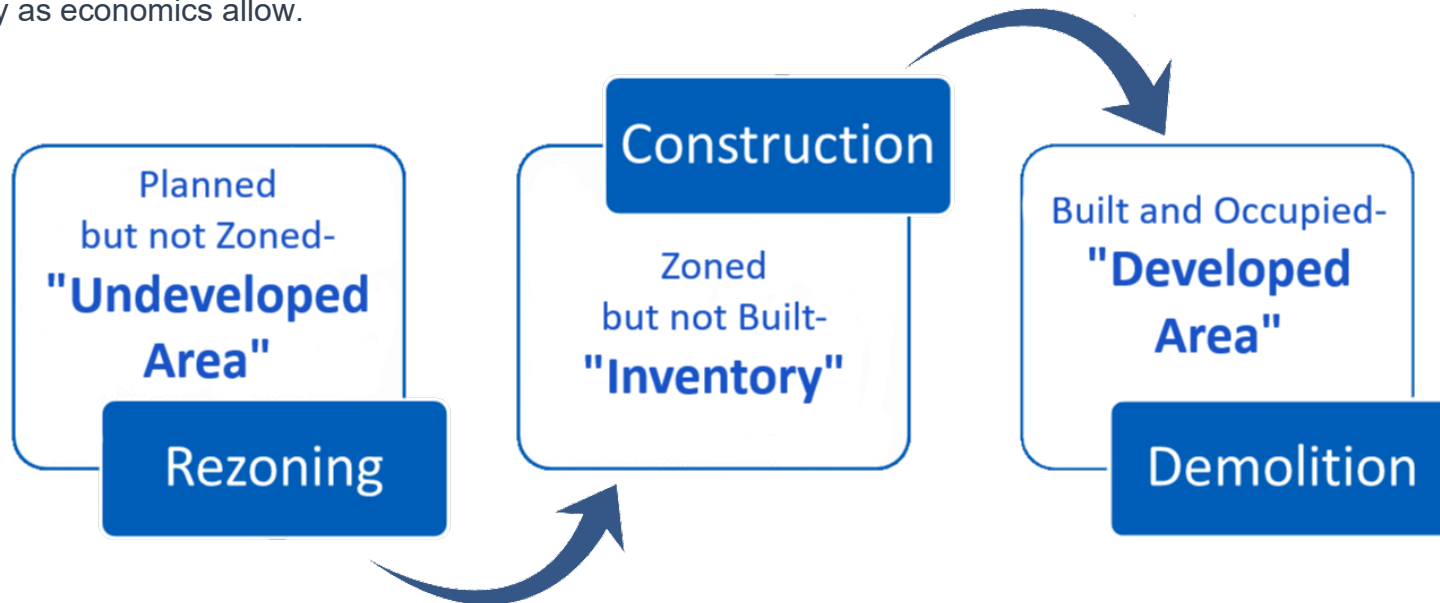 y as economics allow.
Planned
but not Zoned-
"Undeveloped
Area"
Rezoning
Construction
Zoned
but not Built-
"Inventory"
Built and Occupied-
"Developed
Area"
Demolition